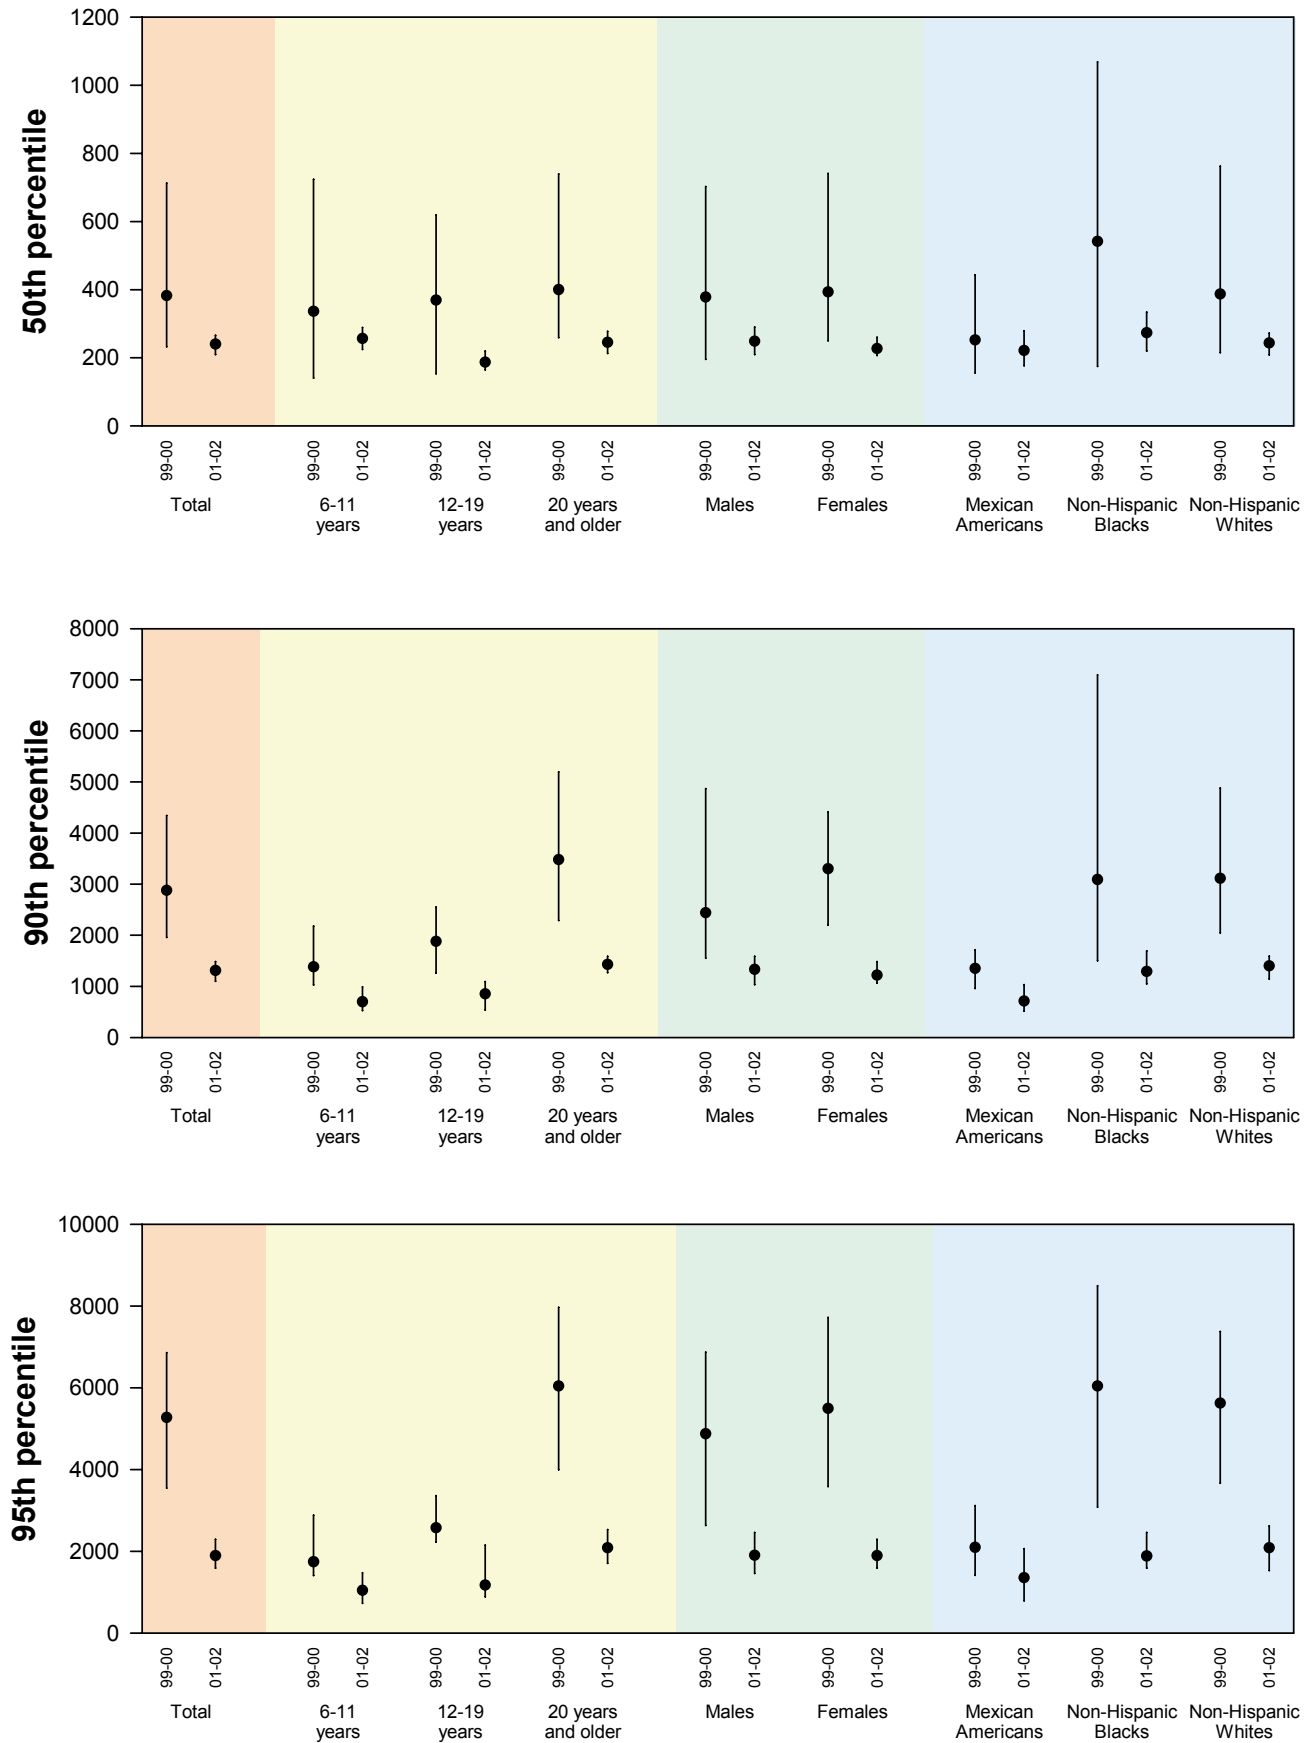 50th percentile
1200
1000
800
600
400
200
0
99-00 01-02 99-00 01-02 99-00 01-02 99-00 01-02 99-00 01-02 99-00 01-02 99-00 01-02 99-00 01-02 99-00 01-02
Total 6-11 12-19 20 years Males Females Mexican Non-Hispanic Non-Hispanic
years years and older Americans Blacks Whites
90th percentile
8000
7000
6000
5000
4000
3000
2000
1000
0
99-00 01-02 99-00 01-02 99-00 01-02 99-00 01-02 99-00 01-02 99-00 01-02 99-00 01-02 99-00 01-02 99-00 01-02
Total 6-11 12-19 20 years Males Females Mexican Non-Hispanic Non-Hispanic
years years and older Americans Blacks Whites
95th percentile
10000
8000
6000
4000
2000
0
99-00 01-02 99-00 01-02 99-00 01-02 99-00 01-02 99-00 01-02 99-00 01-02 99-00 01-02 99-00 01-02 99-00 01-02
Total 6-11 12-19 20 years Males Females Mexican Non-Hispanic Non-Hispanic
years years and older Americans Blacks Whites